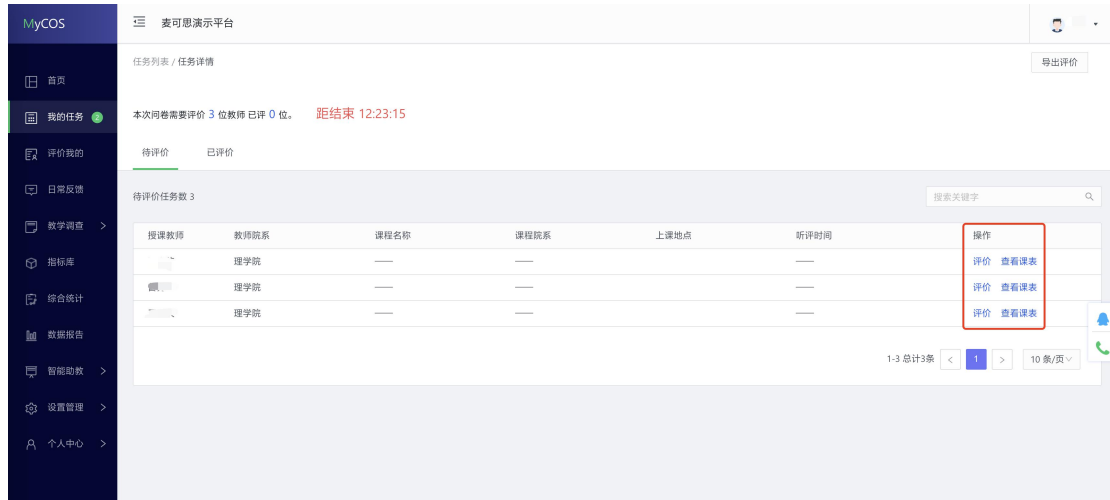 MyCOS
麦可思演示平台
任务列表 / 任务详情
导出评价
首页
我的任务 2
评价我的
日常反馈
教学调查
指标库
综合统计
数据报告
智能助教
设置管理
个人中心
本次问卷需要评价 3 位教师 已评 0 位。 距结束 12:23:15
待评价 已评价
待评价任务数 3
搜索关键字
授课教师 教师院系 课程名称 课程院系 上课地点 听评时间 操作
理学院 —— —— —— 评价 查看课表
理学院 —— —— —— 评价 查看课表
理学院 —— —— —— 评价 查看课表
1-3 总计3条 < 1 > 10 条/页